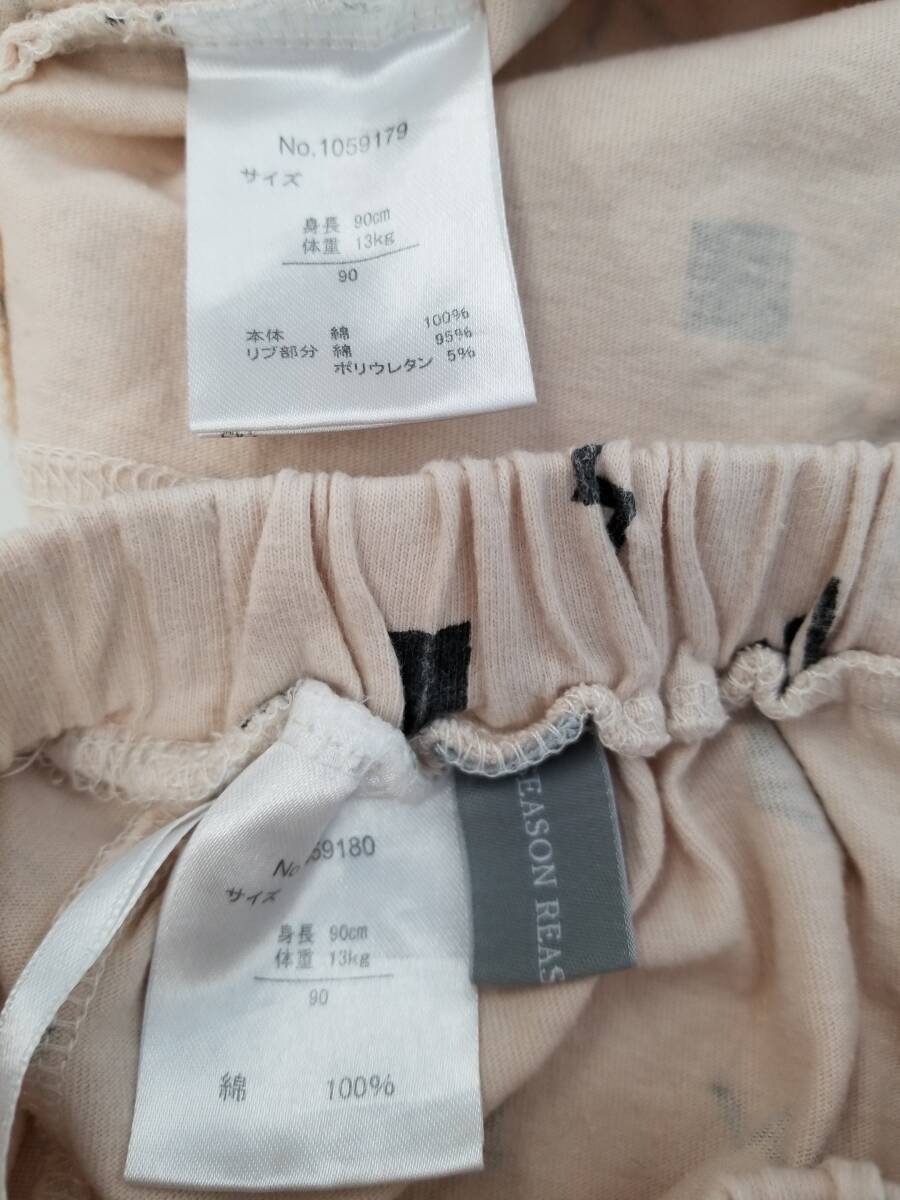 No.1059179
サイズ
身長 90cm
体重 13kg
90
本体 綿 100%
リブ部分 綿 95%
ポリウレタン 5%
No 59180
サイズ
身長 90cm
体重 13kg
90
綿 100%
EASON REAS